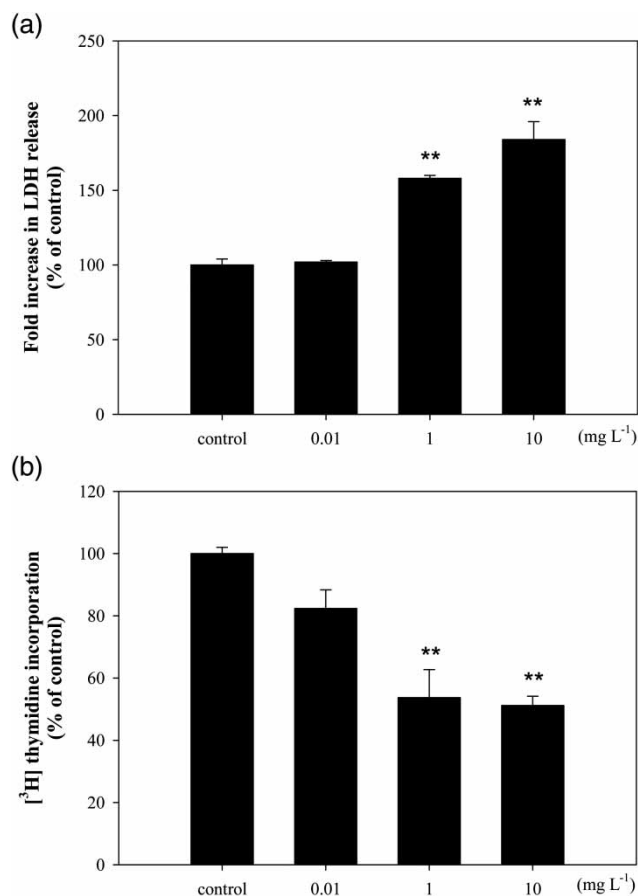 (a)
Fold increase in LDH release
(% of control)
250
200
150
100
50
0
**
**
control 0.01 1 10 (mg L⁻¹)
(b)
[³H] thymidine incorporation
(% of control)
120
100
80
60
40
20
0
**
**
control 0.01 1 10 (mg L⁻¹)